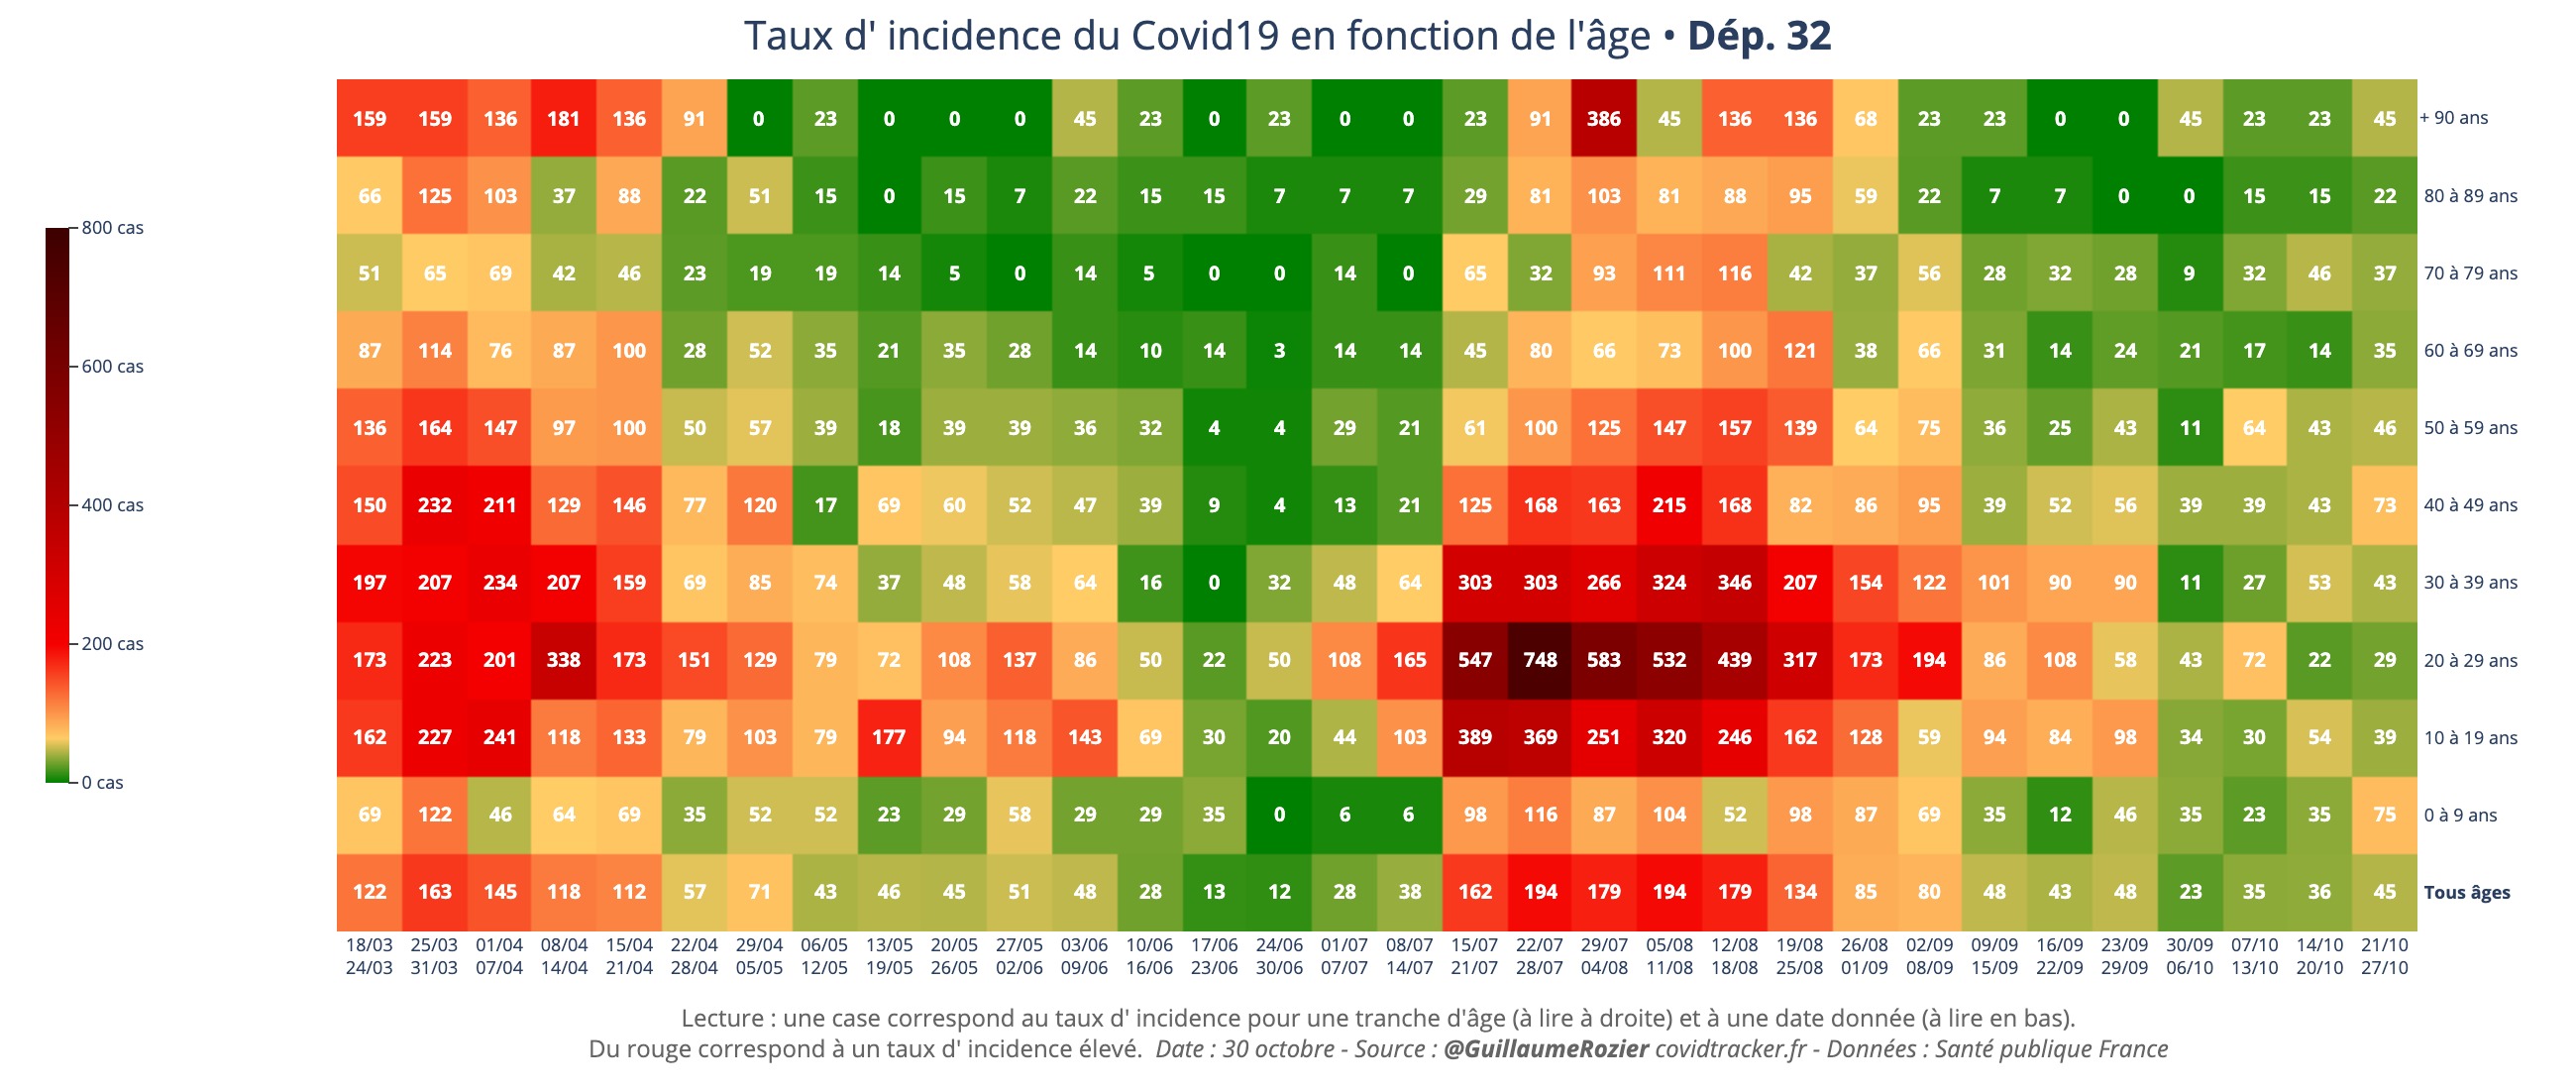 Taux d' incidence du Covid19 en fonction de l'âge • Dép. 32
159 159 136 181 136 91 0 23 0 0 0 45 23 0 23 0 0 23 91 386 45 136 136 68 23 23 0 0 45 23 23 45 + 90 ans
66 125 103 37 88 22 51 15 0 15 7 22 15 15 7 7 7 29 81 103 81 88 95 59 22 7 7 0 0 15 15 22 80 à 89 ans
800 cas
51 65 69 42 46 23 19 19 14 5 0 14 5 0 0 14 0 65 32 93 111 116 42 37 56 28 32 28 9 32 46 37 70 à 79 ans
87 114 76 87 100 28 52 35 21 35 28 14 10 14 3 14 14 45 80 66 73 100 121 38 66 31 14 24 21 17 14 35 60 à 69 ans
600 cas
136 164 147 97 100 50 57 39 18 39 39 36 32 4 4 29 21 61 100 125 147 157 139 64 75 36 25 43 11 64 43 46 50 à 59 ans
400 cas
150 232 211 129 146 77 120 17 69 60 52 47 39 9 4 13 21 125 168 163 215 168 82 86 95 39 52 56 39 39 43 73 40 à 49 ans
197 207 234 207 159 69 85 74 37 48 58 64 16 0 32 48 64 303 303 266 324 346 207 154 122 101 90 90 11 27 53 43 30 à 39 ans
200 cas
173 223 201 338 173 151 129 79 72 108 137 86 50 22 50 108 165 547 748 583 532 439 317 173 194 86 108 58 43 72 22 29 20 à 29 ans
162 227 241 118 133 79 103 79 177 94 118 143 69 30 20 44 103 389 369 251 320 246 162 128 59 94 84 98 34 30 54 39 10 à 19 ans
0 cas
69 122 46 64 69 35 52 52 23 29 58 29 29 35 0 6 6 98 116 87 104 52 98 87 69 35 12 46 35 23 35 75 0 à 9 ans
122 163 145 118 112 57 71 43 46 45 51 48 28 13 12 28 38 162 194 179 194 179 134 85 80 48 43 48 23 35 36 45 Tous âges
18/03 25/03 01/04 08/04 15/04 22/04 29/04 06/05 13/05 20/05 27/05 03/06 10/06 17/06 24/06 01/07 08/07 15/07 22/07 29/07 05/08 12/08 19/08 26/08 02/09 09/09 16/09 23/09 30/09 07/10 14/10 21/10
24/03 31/03 07/04 14/04 21/04 28/04 05/05 12/05 19/05 26/05 02/06 09/06 16/06 23/06 30/06 07/07 14/07 21/07 28/07 04/08 11/08 18/08 25/08 01/09 08/09 15/09 22/09 29/09 06/10 13/10 20/10 27/10
Lecture : une case correspond au taux d' incidence pour une tranche d'âge (à lire à droite) et à une date donnée (à lire en bas).
Du rouge correspond à un taux d' incidence élevé. Date : 30 octobre - Source : @GuillaumeRozier covidtracker.fr - Données : Santé publique France